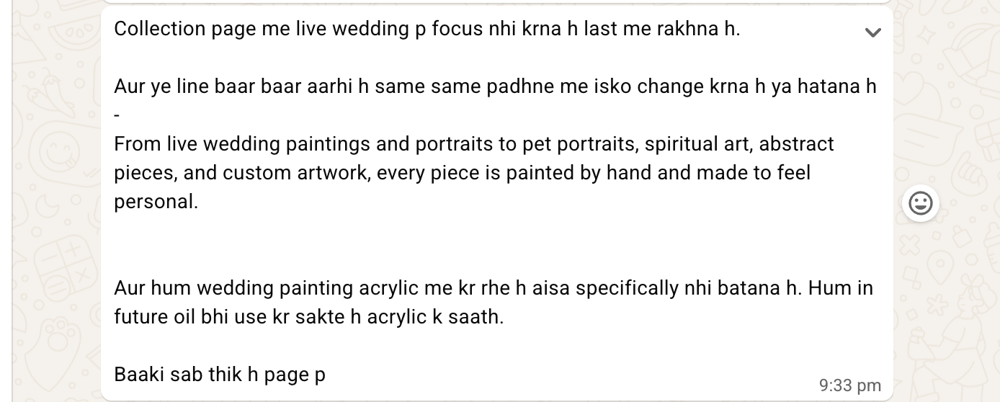 Collection page me live wedding p focus nhi krna h last me rakhna h.
Aur ye line baar baar aarhi h same same padhne me isko change krna h ya hatana h
-
From live wedding paintings and portraits to pet portraits, spiritual art, abstract
pieces, and custom artwork, every piece is painted by hand and made to feel
personal.
Aur hum wedding painting acrylic me kr rhe h aisa specifically nhi batana h. Hum in
future oil bhi use kr sakte h acrylic k saath.
Baaki sab thik h page p
9:33 pm